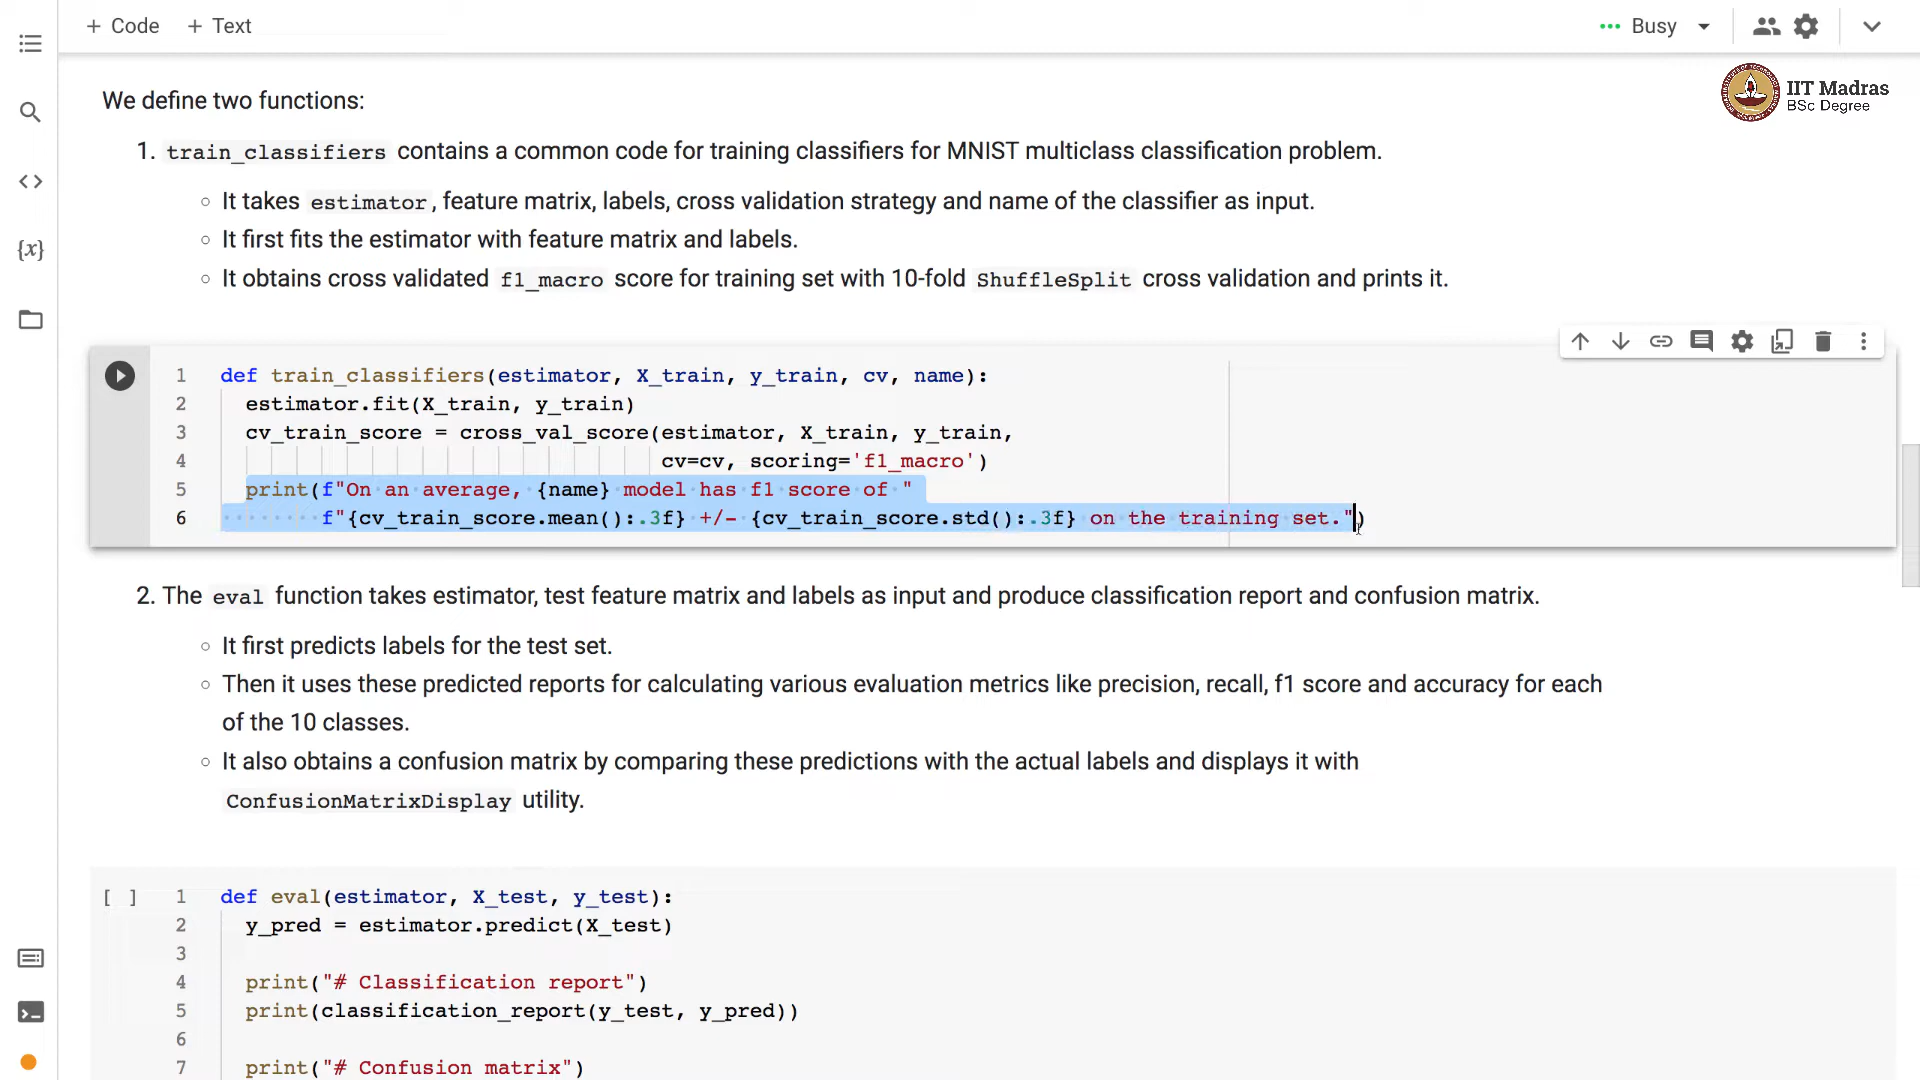 + Code + Text
Busy
IIT Madras
BSc Degree
We define two functions:
1. train_classifiers contains a common code for training classifiers for MNIST multiclass classification problem.
○ It takes estimator, feature matrix, labels, cross validation strategy and name of the classifier as input.
○ It first fits the estimator with feature matrix and labels.
○ It obtains cross validated f1_macro score for training set with 10-fold ShuffleSplit cross validation and prints it.
1 def train_classifiers(estimator, X_train, y_train, cv, name):
2 estimator.fit(X_train, y_train)
3 cv_train_score = cross_val_score(estimator, X_train, y_train,
4 cv=cv, scoring='f1_macro')
5 print(f"On an average, {name} model has f1 score of "
6 f"{cv_train_score.mean():.3f} +/- {cv_train_score.std():.3f} on the training set.")
2. The eval function takes estimator, test feature matrix and labels as input and produce classification report and confusion matrix.
○ It first predicts labels for the test set.
○ Then it uses these predicted reports for calculating various evaluation metrics like precision, recall, f1 score and accuracy for each
of the 10 classes.
○ It also obtains a confusion matrix by comparing these predictions with the actual labels and displays it with
ConfusionMatrixDisplay utility.
[ ] 1 def eval(estimator, X_test, y_test):
2 y_pred = estimator.predict(X_test)
3
4 print("# Classification report")
5 print(classification_report(y_test, y_pred))
6
7 print("# Confusion matrix")